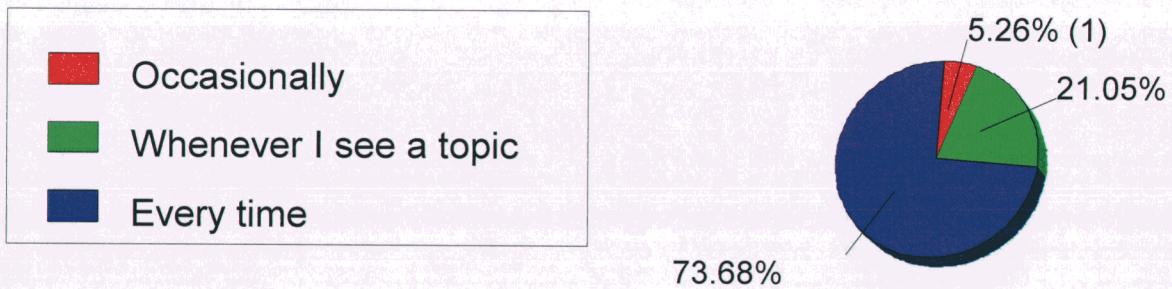 Occasionally
Whenever I see a topic
Every time
5.26% (1)
21.05%
73.68%